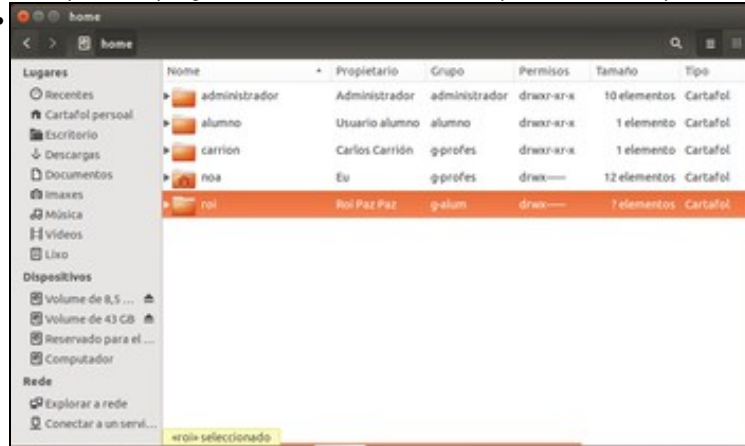 home
home
Lugares
Recentes
Cartafol persoal
Escritorio
Descargas
Documentos
Imaxes
Música
Vídeos
Lixo
Dispositivos
Volume de 8,5 ...
Volume de 43 GB
Reservado para el ...
Computador
Rede
Explorar a rede
Conectar a un servi...
Nome Propietario Grupo Permisos Tamaño Tipo
administrador Administrador administrador drwxr-xr-x 10 elementos Cartafol
alumno Usuario alumno alumno drwxr-xr-x 1 elemento Cartafol
carrion Carlos Carrión g-profes drwxr-xr-x 1 elemento Cartafol
noa Eu g-profes drwx------ 12 elementos Cartafol
roi Roi Paz Paz g-alum drwx------ ? elementos Cartafol
«roi» seleccionado